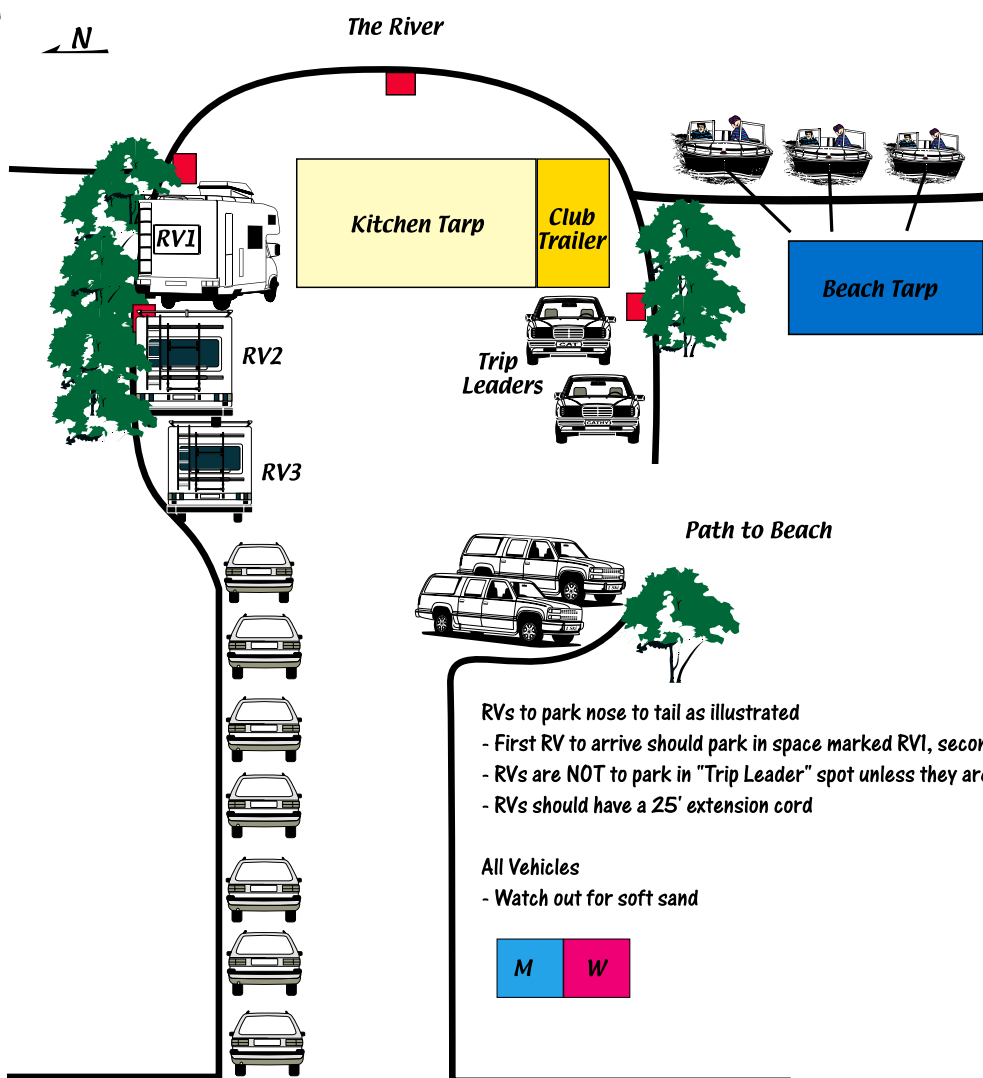 N
The River
Kitchen Tarp
Club
Trailer
RV1
Beach Tarp
RV2
Trip
Leaders
CAT
CATHY
RV3
Path to Beach
RVs to park nose to tail as illustrated
- First RV to arrive should park in space marked RV1, secon
- RVs are NOT to park in "Trip Leader" spot unless they are
- RVs should have a 25' extension cord
All Vehicles
- Watch out for soft sand
M
W